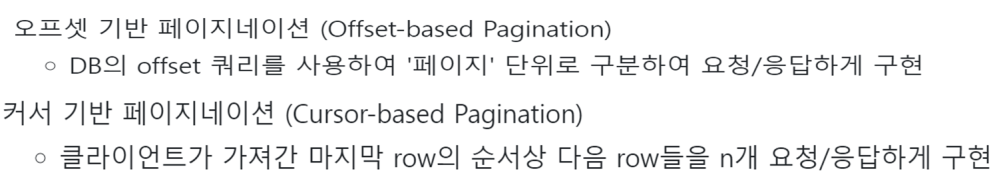 오프셋 기반 페이지네이션 (Offset-based Pagination)
○ DB의 offset 쿼리를 사용하여 '페이지' 단위로 구분하여 요청/응답하게 구현
커서 기반 페이지네이션 (Cursor-based Pagination)
○ 클라이언트가 가져간 마지막 row의 순서상 다음 row들을 n개 요청/응답하게 구현